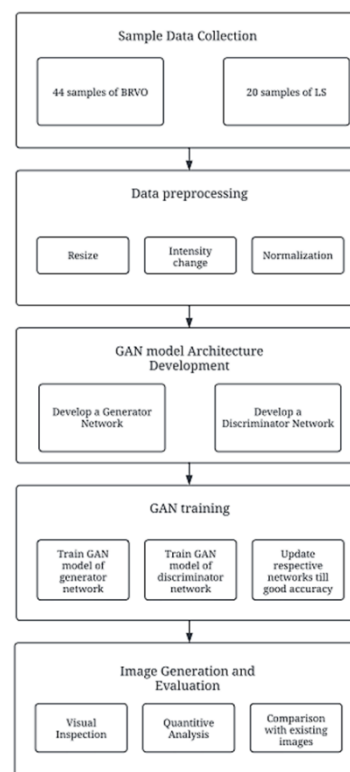 Sample Data Collection
44 samples of BRVO
20 samples of LS
Data preprocessing
Resize
Intensity
change
Normalization
GAN model Architecture
Development
Develop a Generator
Network
Develop a
Discriminator Network
GAN training
Train GAN
model of
generator
network
Train GAN
model of
discriminator
network
Update
respective
networks till
good accuracy
Image Generation and
Evaluation
Visual
Inspection
Quantitive
Analysis
Comparison
with existing
images